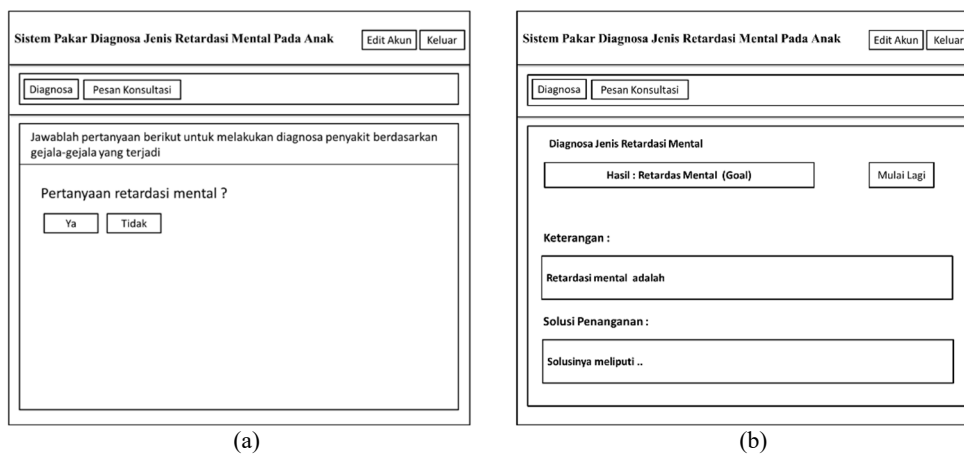 Sistem Pakar Diagnosa Jenis Retardasi Mental Pada Anak
Edit Akun
Keluar
Diagnosa
Pesan Konsultasi
Jawablah pertanyaan berikut untuk melakukan diagnosa penyakit berdasarkan
gejala-gejala yang terjadi
Pertanyaan retardasi mental ?
Ya
Tidak
(a)
Sistem Pakar Diagnosa Jenis Retardasi Mental Pada Anak
Edit Akun
Keluar
Diagnosa
Pesan Konsultasi
Diagnosa Jenis Retardasi Mental
Hasil : Retardas Mental (Goal)
Mulai Lagi
Keterangan :
Retardasi mental adalah
Solusi Penanganan :
Solusinya meliputi ..
(b)